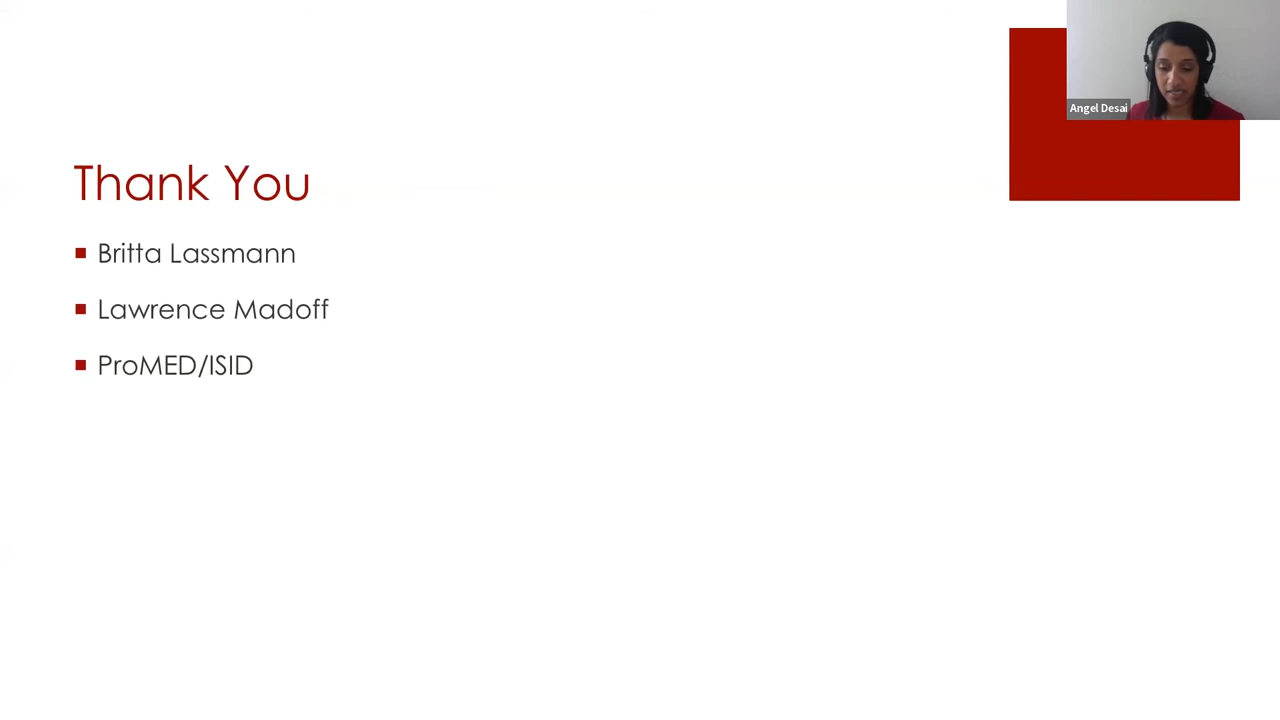 Angel Desai
Thank You
Britta Lassmann
Lawrence Madoff
ProMED/ISID